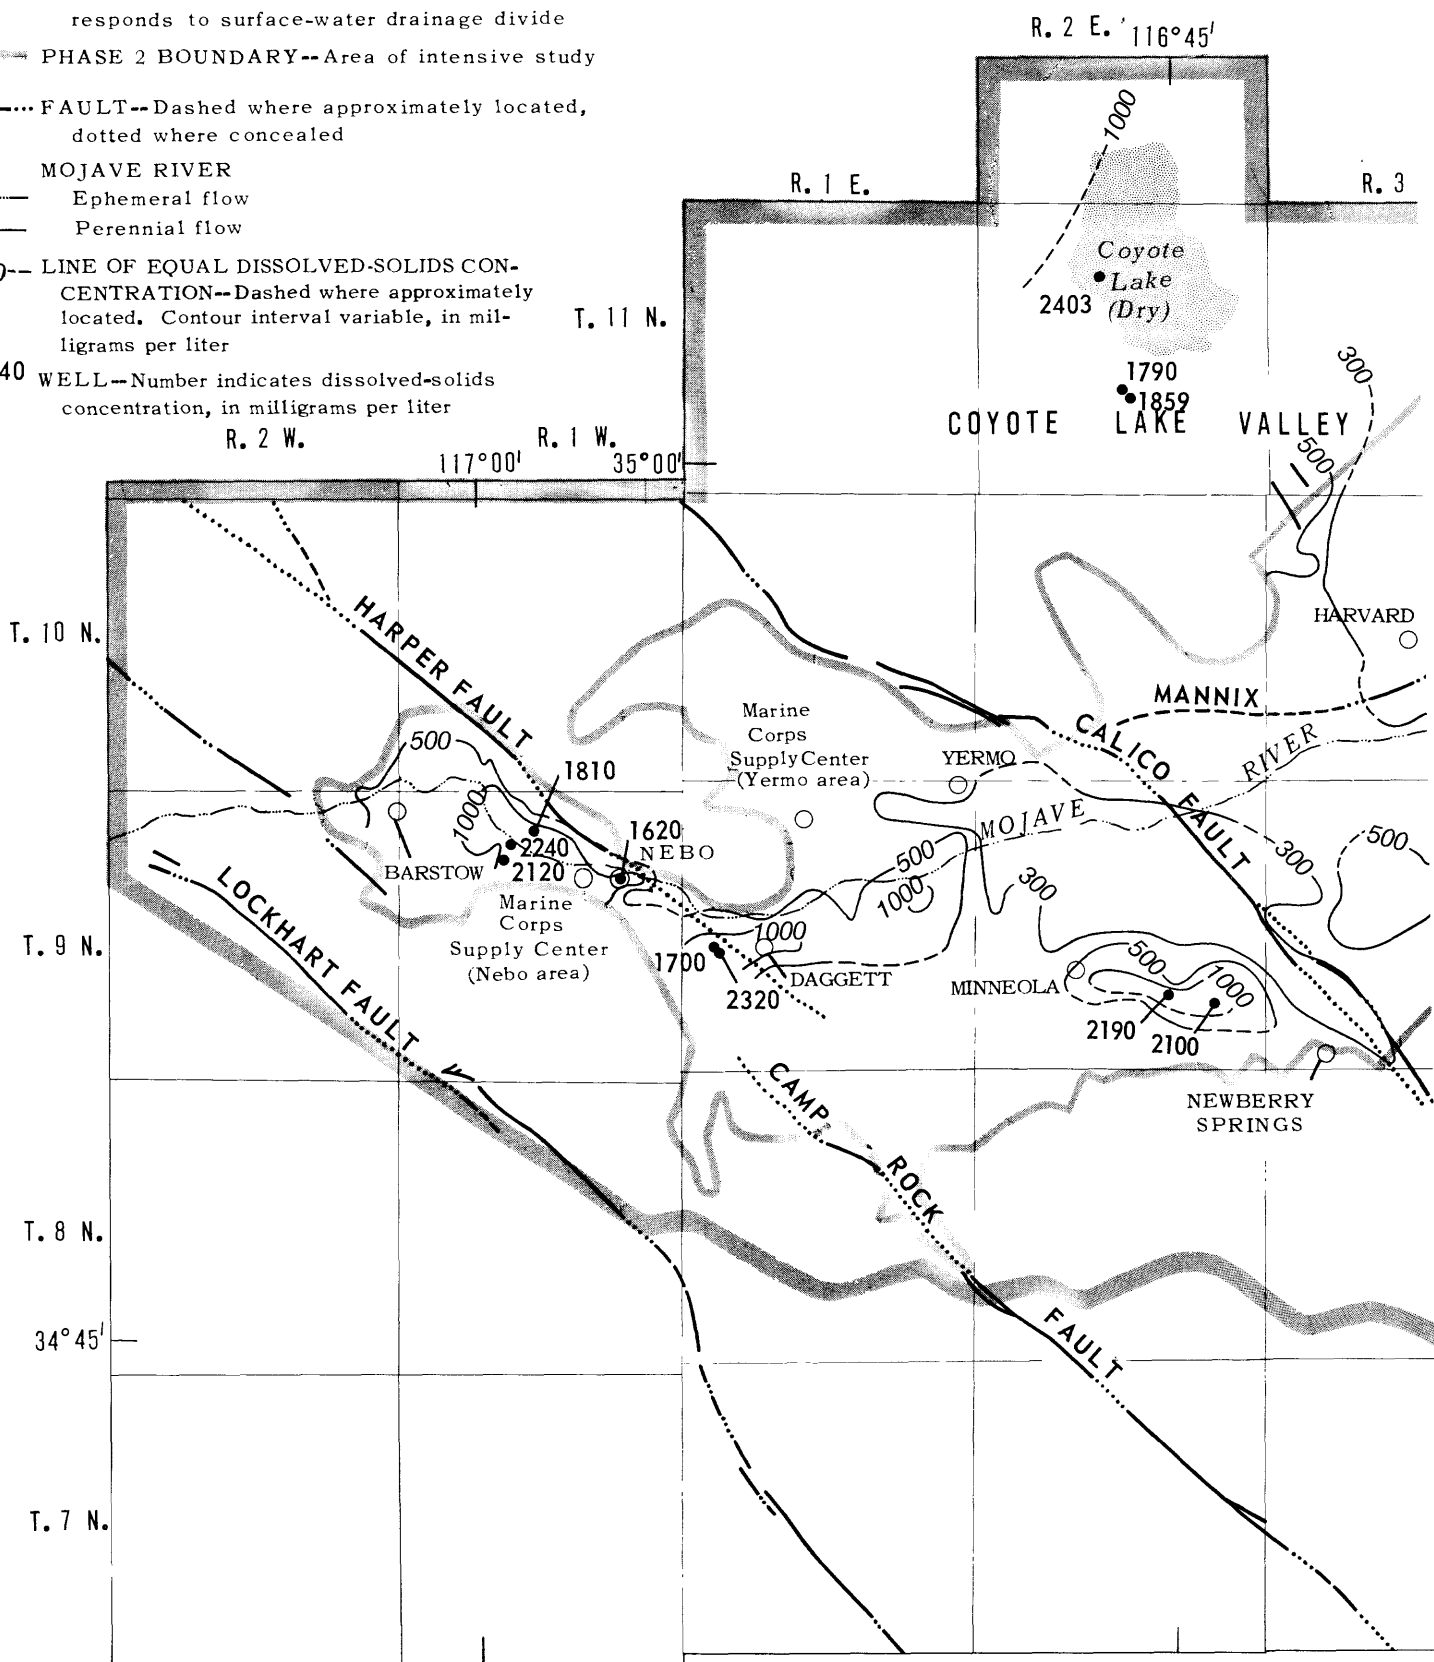 responds to surface-water drainage divide
PHASE 2 BOUNDARY--Area of intensive study
FAULT--Dashed where approximately located,
dotted where concealed
MOJAVE RIVER
Ephemeral flow
Perennial flow
LINE OF EQUAL DISSOLVED-SOLIDS CON-
CENTRATION--Dashed where approximately
located. Contour interval variable, in mil-
ligrams per liter
40 WELL--Number indicates dissolved-solids
concentration, in milligrams per liter
R. 2 E.
116°45'
R. 1 E.
R. 3
1000
Coyote
Lake
(Dry)
2403
T. 11 N.
1790
1859
COYOTE LAKE VALLEY
300
500
R. 2 W.
R. 1 W.
117°00'
35°00'
T. 10 N.
HARPER FAULT
HARVARD
MANNIX
CALICO FAULT
Marine
Corps
Supply Center
(Yermo area)
YERMO
MOJAVE RIVER
500
1810
1000
2240
2120
BARSTOW
1620
NEBO
Marine
Corps
Supply Center
(Nebo area)
500
1000
300
300
500
T. 9 N.
LOCKHART FAULT
1000
1700
2320
DAGGETT
MINNEOLA
500
1000
2190
2100
NEWBERRY
SPRINGS
CAMP ROCK FAULT
T. 8 N.
34°45'
T. 7 N.